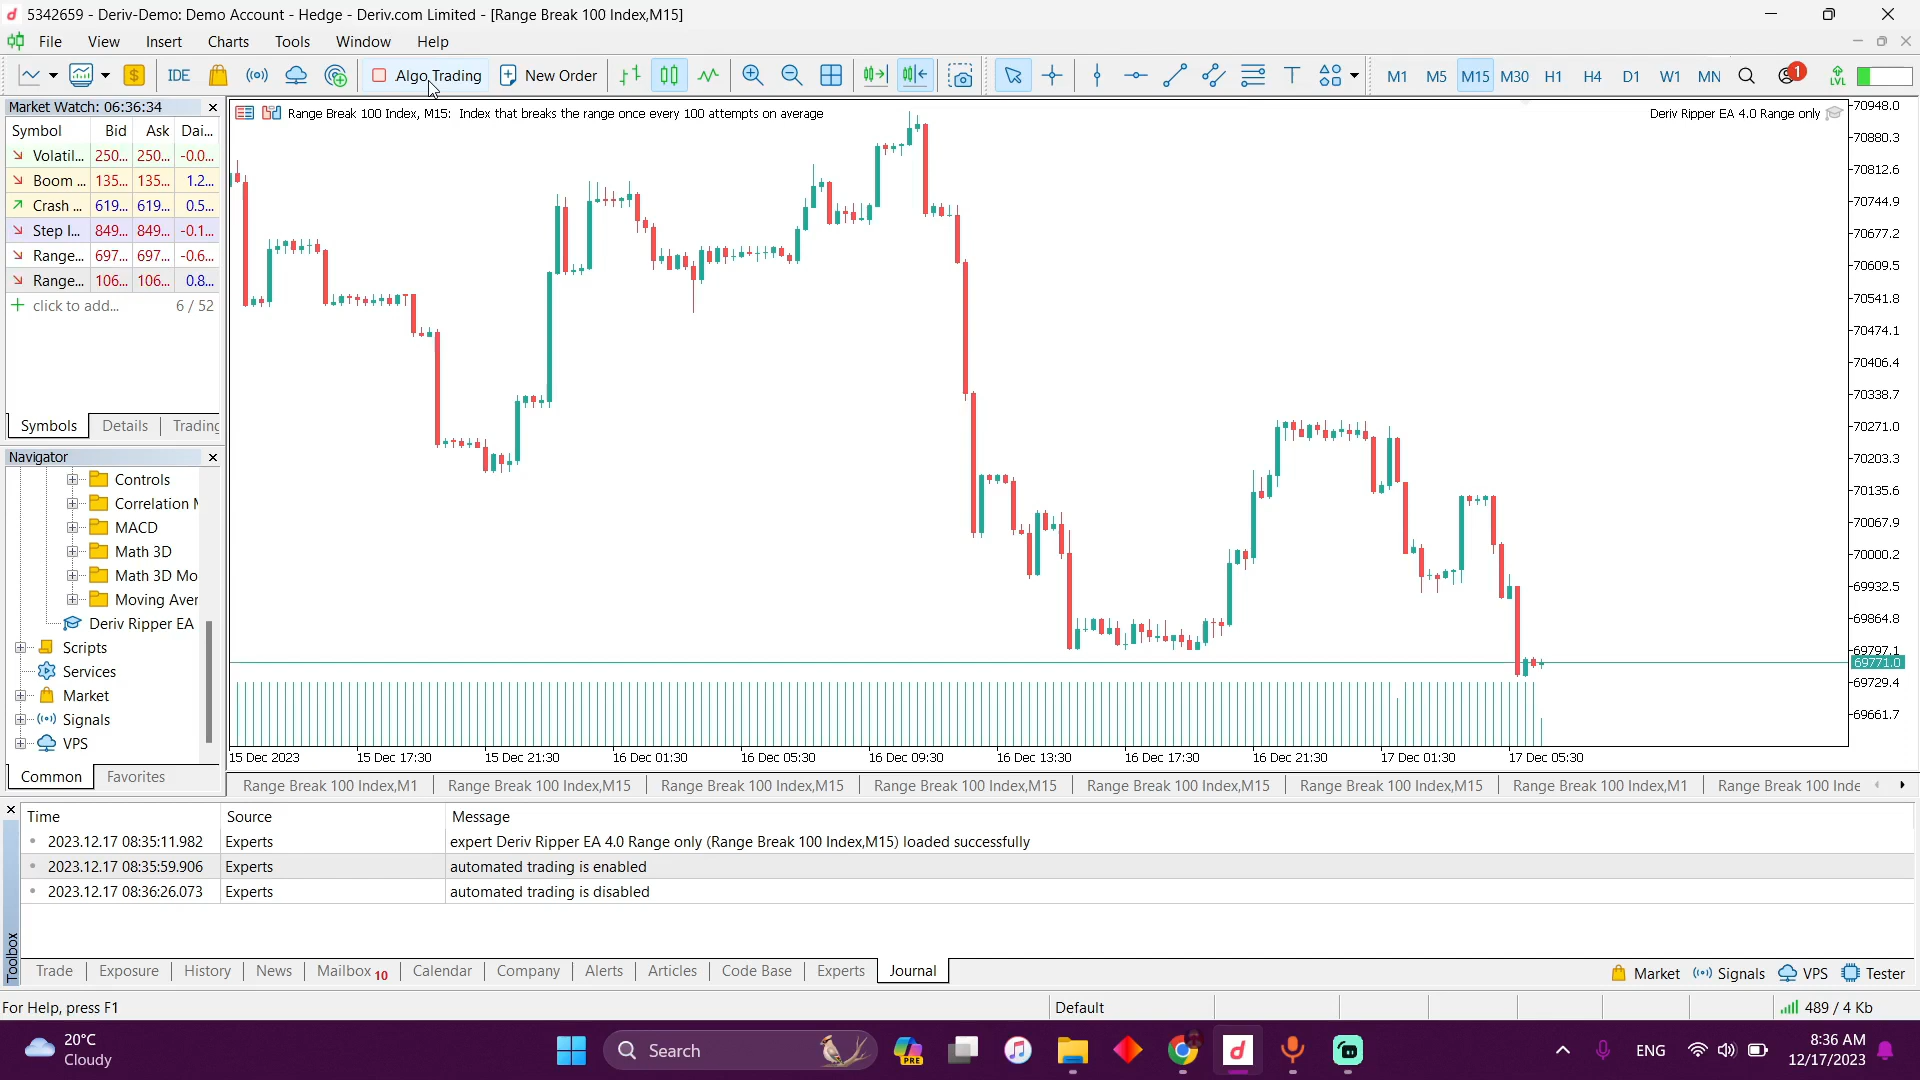 5342659 - Deriv-Demo: Demo Account - Hedge - Deriv.com Limited - [Range Break 100 Index,M15]
File View Insert Charts Tools Window Help
IDE Algo Trading New Order M1 M5 M15 M30 H1 H4 D1 W1 MN 1 LVL
Market Watch: 06:36:34
Symbol Bid Ask Dai...
Volatil... 250... 250... -0.0...
Boom ... 135... 135... 1.2...
Crash ... 619... 619... 0.5...
Step I... 849... 849... -0.1...
Range... 697... 697... -0.6...
Range... 106... 106... 0.8...
click to add... 6 / 52
Symbols Details Trading
Navigator
Controls
Correlation M
MACD
Math 3D
Math 3D Mo
Moving Aver
Deriv Ripper EA
Scripts
Services
Market
Signals
VPS
Common Favorites
Range Break 100 Index, M15: Index that breaks the range once every 100 attempts on average
Deriv Ripper EA 4.0 Range only
70948.0
70880.3
70812.6
70744.9
70677.2
70609.5
70541.8
70474.1
70406.4
70338.7
70271.0
70203.3
70135.6
70067.9
70000.2
69932.5
69864.8
69797.1
69771.0
69729.4
69661.7
15 Dec 2023 15 Dec 17:30 15 Dec 21:30 16 Dec 01:30 16 Dec 05:30 16 Dec 09:30 16 Dec 13:30 16 Dec 17:30 16 Dec 21:30 17 Dec 01:30 17 Dec 05:30
Range Break 100 Index,M1 Range Break 100 Index,M15 Range Break 100 Index,M15 Range Break 100 Index,M15 Range Break 100 Index,M15 Range Break 100 Index,M15 Range Break 100 Index,M1 Range Break 100 Inde
Time Source Message
2023.12.17 08:35:11.982 Experts expert Deriv Ripper EA 4.0 Range only (Range Break 100 Index,M15) loaded successfully
2023.12.17 08:35:59.906 Experts automated trading is enabled
2023.12.17 08:36:26.073 Experts automated trading is disabled
Toolbox
Trade Exposure History News Mailbox 10 Calendar Company Alerts Articles Code Base Experts Journal Market Signals VPS Tester
For Help, press F1 Default 489 / 4 Kb
20°C
Cloudy
Search
PRE
ENG
8:36 AM
12/17/2023